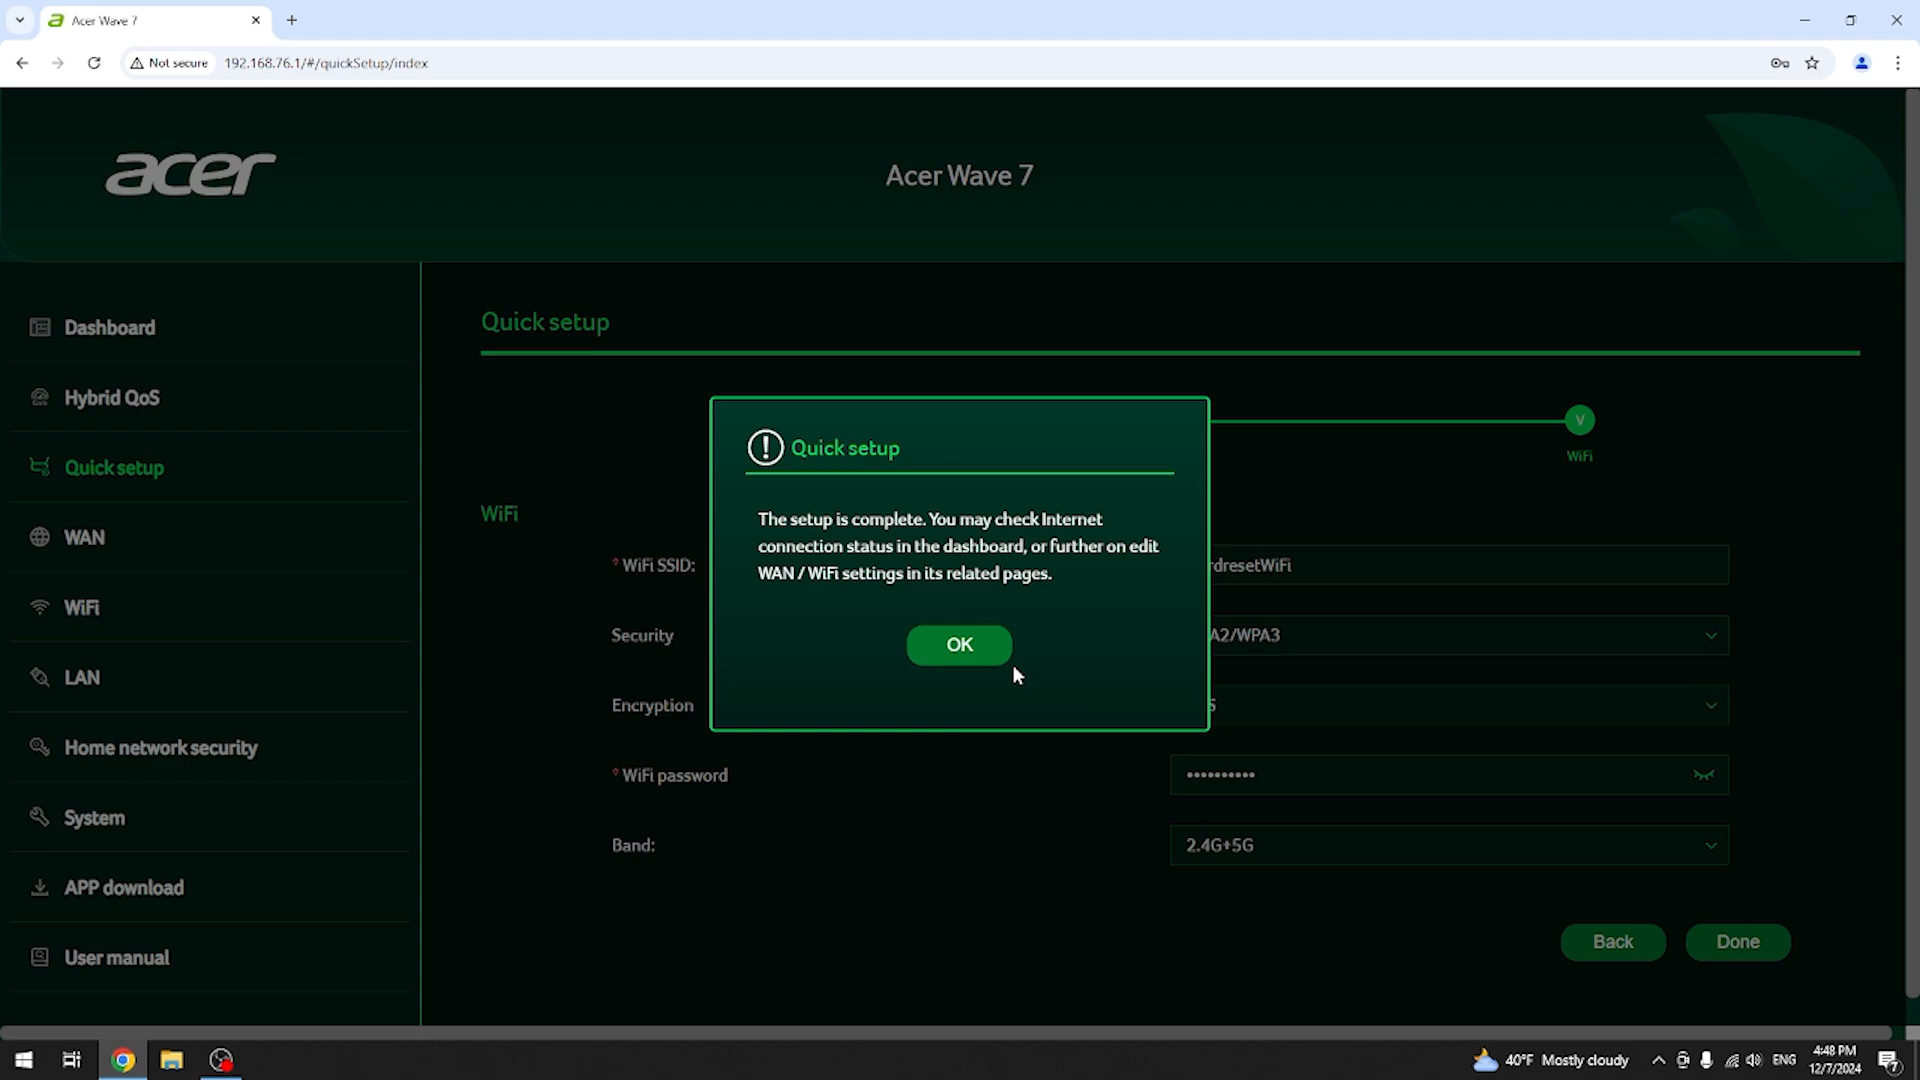 Acer Wave 7
Not secure
192.168.76.1/#/quickSetup/index
acer
Acer Wave 7
Dashboard
Hybrid QoS
Quick setup
WAN
WiFi
LAN
Home network security
System
APP download
User manual
Quick setup
V
WiFi
WiFi
* WiFi SSID:
rdresetWiFi
Security
A2/WPA3
Encryption
* WiFi password
••••••••••
Band:
2.4G+5G
Back
Done
! Quick setup
The setup is complete. You may check Internet
connection status in the dashboard, or further on edit
WAN / WiFi settings in its related pages.
OK
40°F Mostly cloudy
ENG
4:48 PM
12/7/2024
7